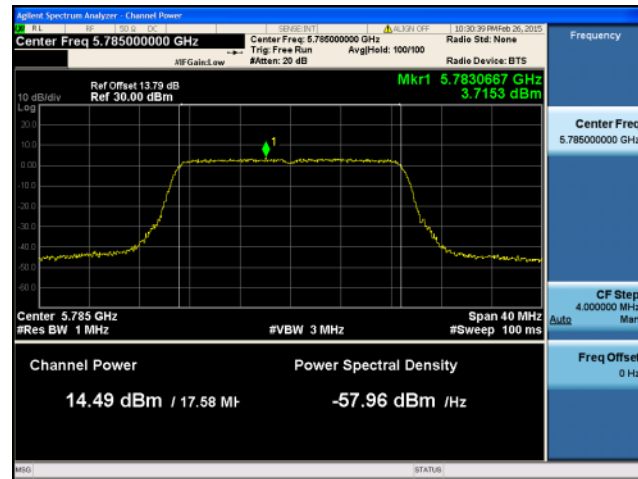 Agilent Spectrum Analyzer - Channel Power
RL RF 50 Ω DC SENSE:INT ALIGN OFF 10:30:39 PM Feb 26, 2015
Center Freq 5.785000000 GHz
Center Freq: 5.785000000 GHz
Radio Std: None
Trig: Free Run Avg|Hold: 100/100
#IFGain:Low #Atten: 20 dB Radio Device: BTS
Ref Offset 13.79 dB
10 dB/div Ref 30.00 dBm
Mkr1 5.7830667 GHz
3.7153 dBm
Log
20.0
10.0
0.00
-10.0
-20.0
-30.0
-40.0
-50.0
-60.0
1
Center 5.785 GHz Span 40 MHz
#Res BW 1 MHz #VBW 3 MHz #Sweep 100 ms
Channel Power Power Spectral Density
14.49 dBm / 17.58 MH -57.96 dBm /Hz
MSG STATUS
Frequency
Center Freq
5.785000000 GHz
CF Step
4.000000 MHz
Auto Man
Freq Offset
0 Hz